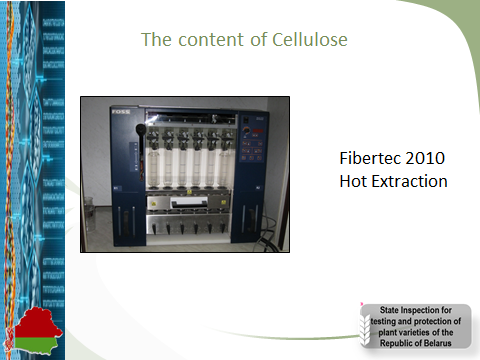 The content of Cellulose
FOSS
Fibertec 2010
Hot Extraction
State Inspection for
testing and protection of
plant varieties of the
Republic of Belarus